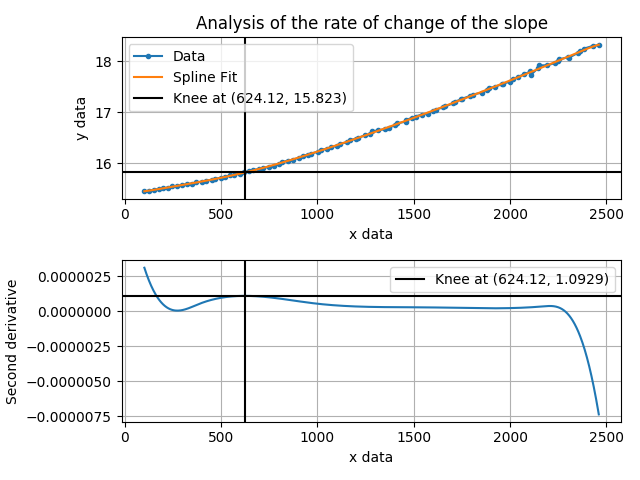 Analysis of the rate of change of the slope
Data
Spline Fit
Knee at (624.12, 15.823)
18
17
16
y data
0 500 1000 1500 2000 2500
x data
Knee at (624.12, 1.0929)
0.0000025
0.0000000
−0.0000025
−0.0000050
−0.0000075
Second derivative
0 500 1000 1500 2000 2500
x data